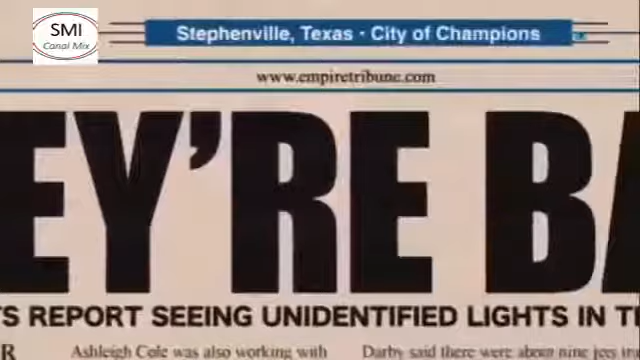 SMI
Canal Mix
Stephenville, Texas · City of Champions
www.empiretribune.com
EY'RE BA
TS REPORT SEEING UNIDENTIFIED LIGHTS IN T
R Ashleigh Cole was also working with Darby said there were about nine jets